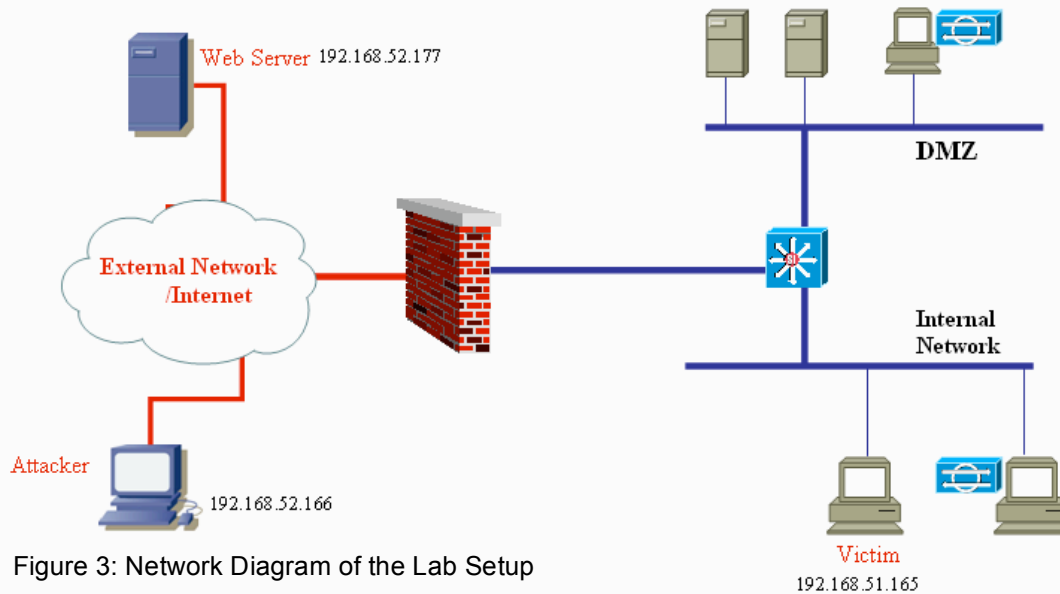 Web Server 192.168.52.177
DMZ
External Network
/Internet
SI
Internal
Network
Attacker
192.168.52.166
Victim
192.168.51.165
Figure 3: Network Diagram of the Lab Setup